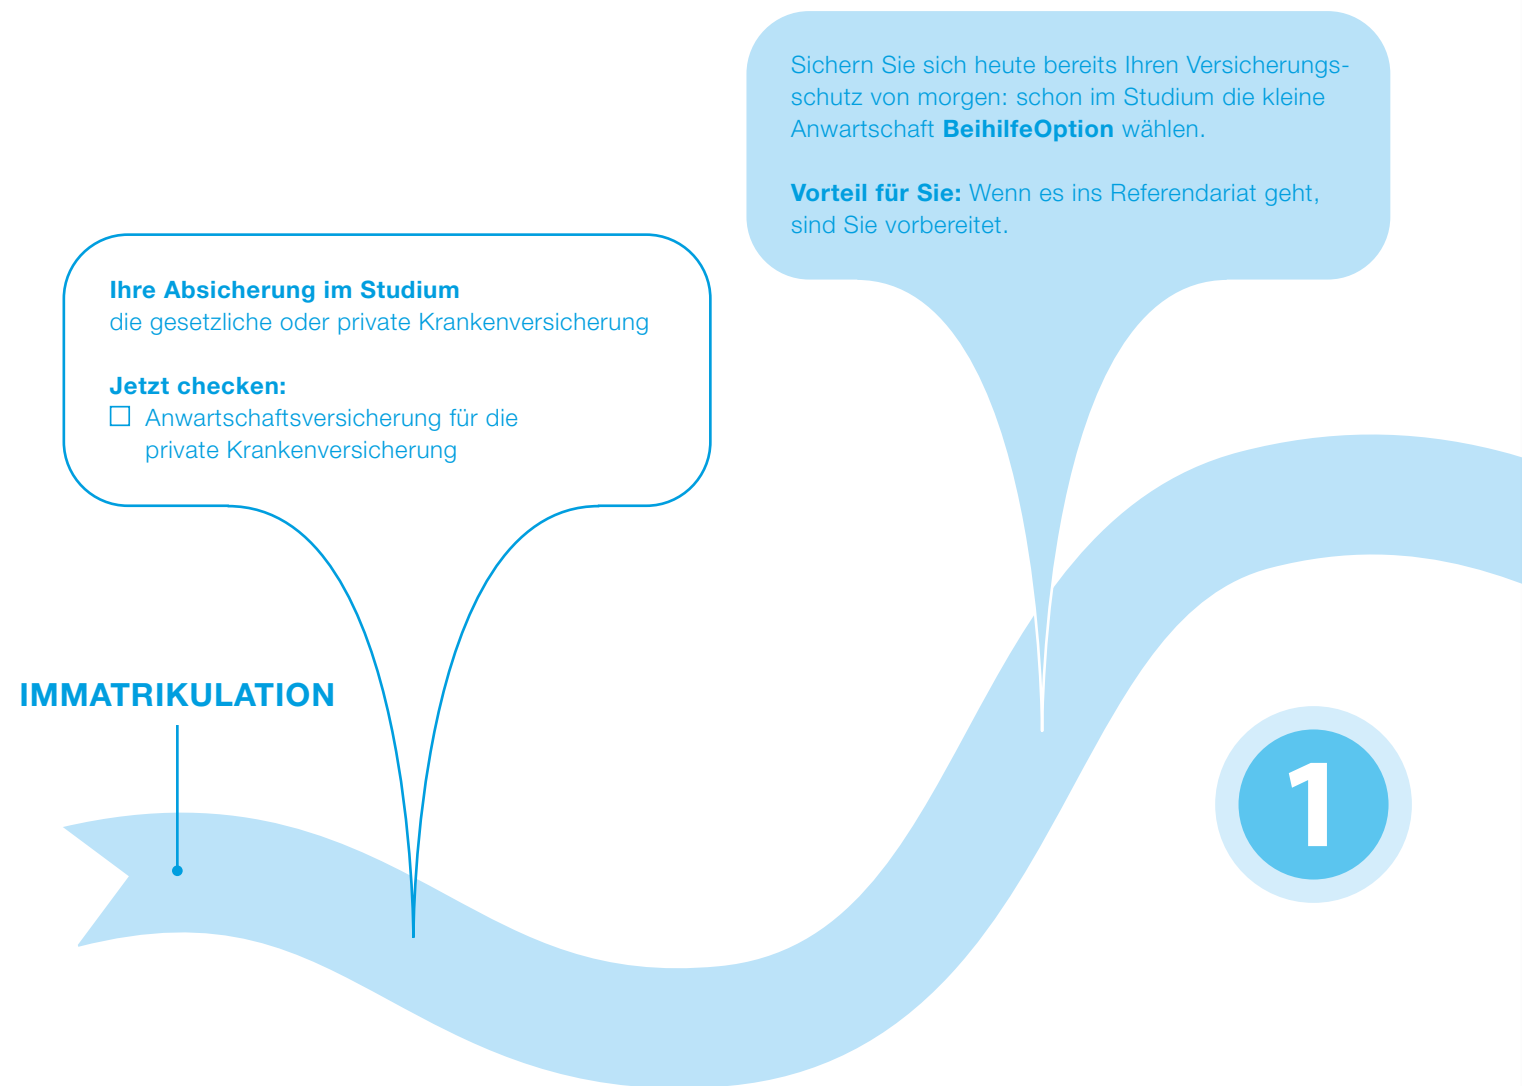 Sichern Sie sich heute bereits Ihren Versicherungs-
schutz von morgen: schon im Studium die kleine
Anwartschaft BeihilfeOption wählen.
Vorteil für Sie: Wenn es ins Referendariat geht,
sind Sie vorbereitet.
Ihre Absicherung im Studium
die gesetzliche oder private Krankenversicherung
Jetzt checken:
☐ Anwartschaftsversicherung für die
private Krankenversicherung
IMMATRIKULATION
1